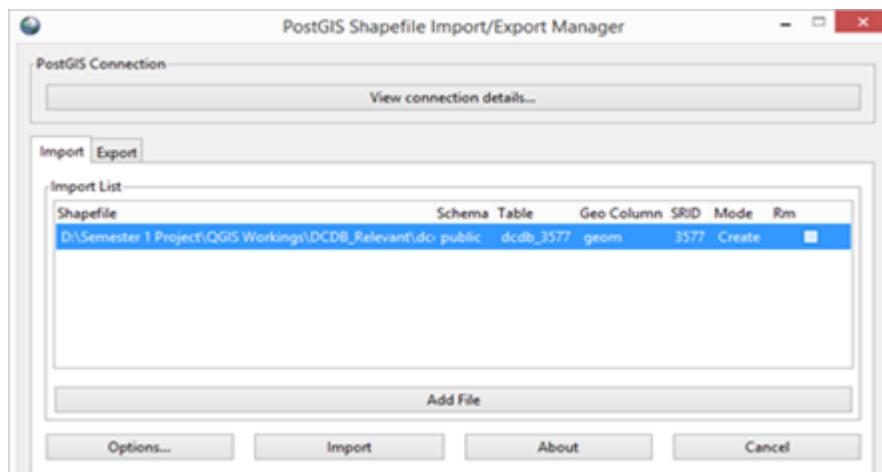 PostGIS Shapefile Import/Export Manager
PostGIS Connection
View connection details...
Import Export
Import List
Shapefile Schema Table Geo Column SRID Mode Rm
D:\Semester 1 Project\QGIS Workings\DCDB_Relevant\dc public dcdb_3577 geom 3577 Create
Add File
Options... Import About Cancel